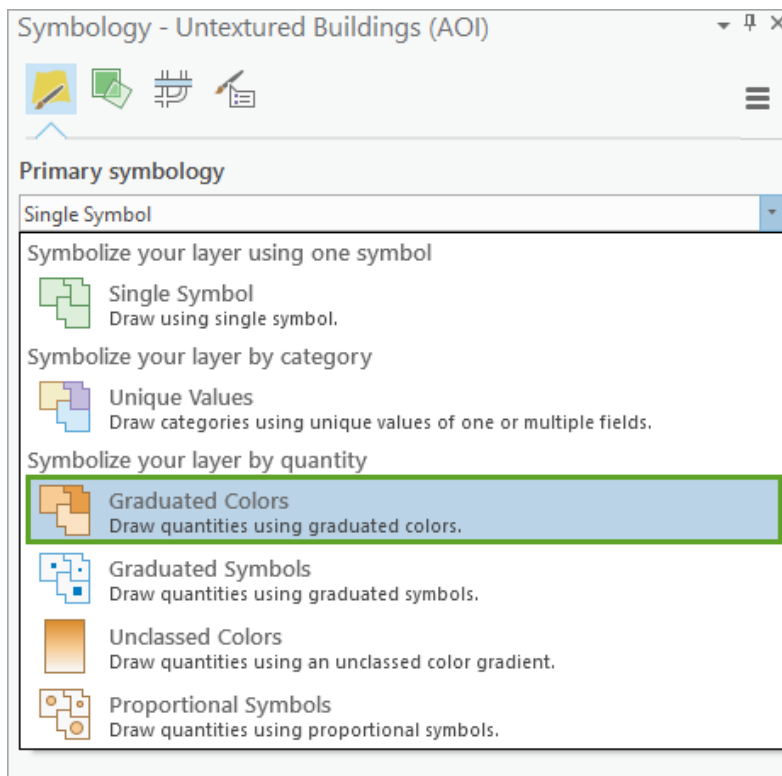 Symbology - Untextured Buildings (AOI)
Primary symbology
Single Symbol
Symbolize your layer using one symbol
Single Symbol
Draw using single symbol.
Symbolize your layer by category
Unique Values
Draw categories using unique values of one or multiple fields.
Symbolize your layer by quantity
Graduated Colors
Draw quantities using graduated colors.
Graduated Symbols
Draw quantities using graduated symbols.
Unclassed Colors
Draw quantities using an unclassed color gradient.
Proportional Symbols
Draw quantities using proportional symbols.